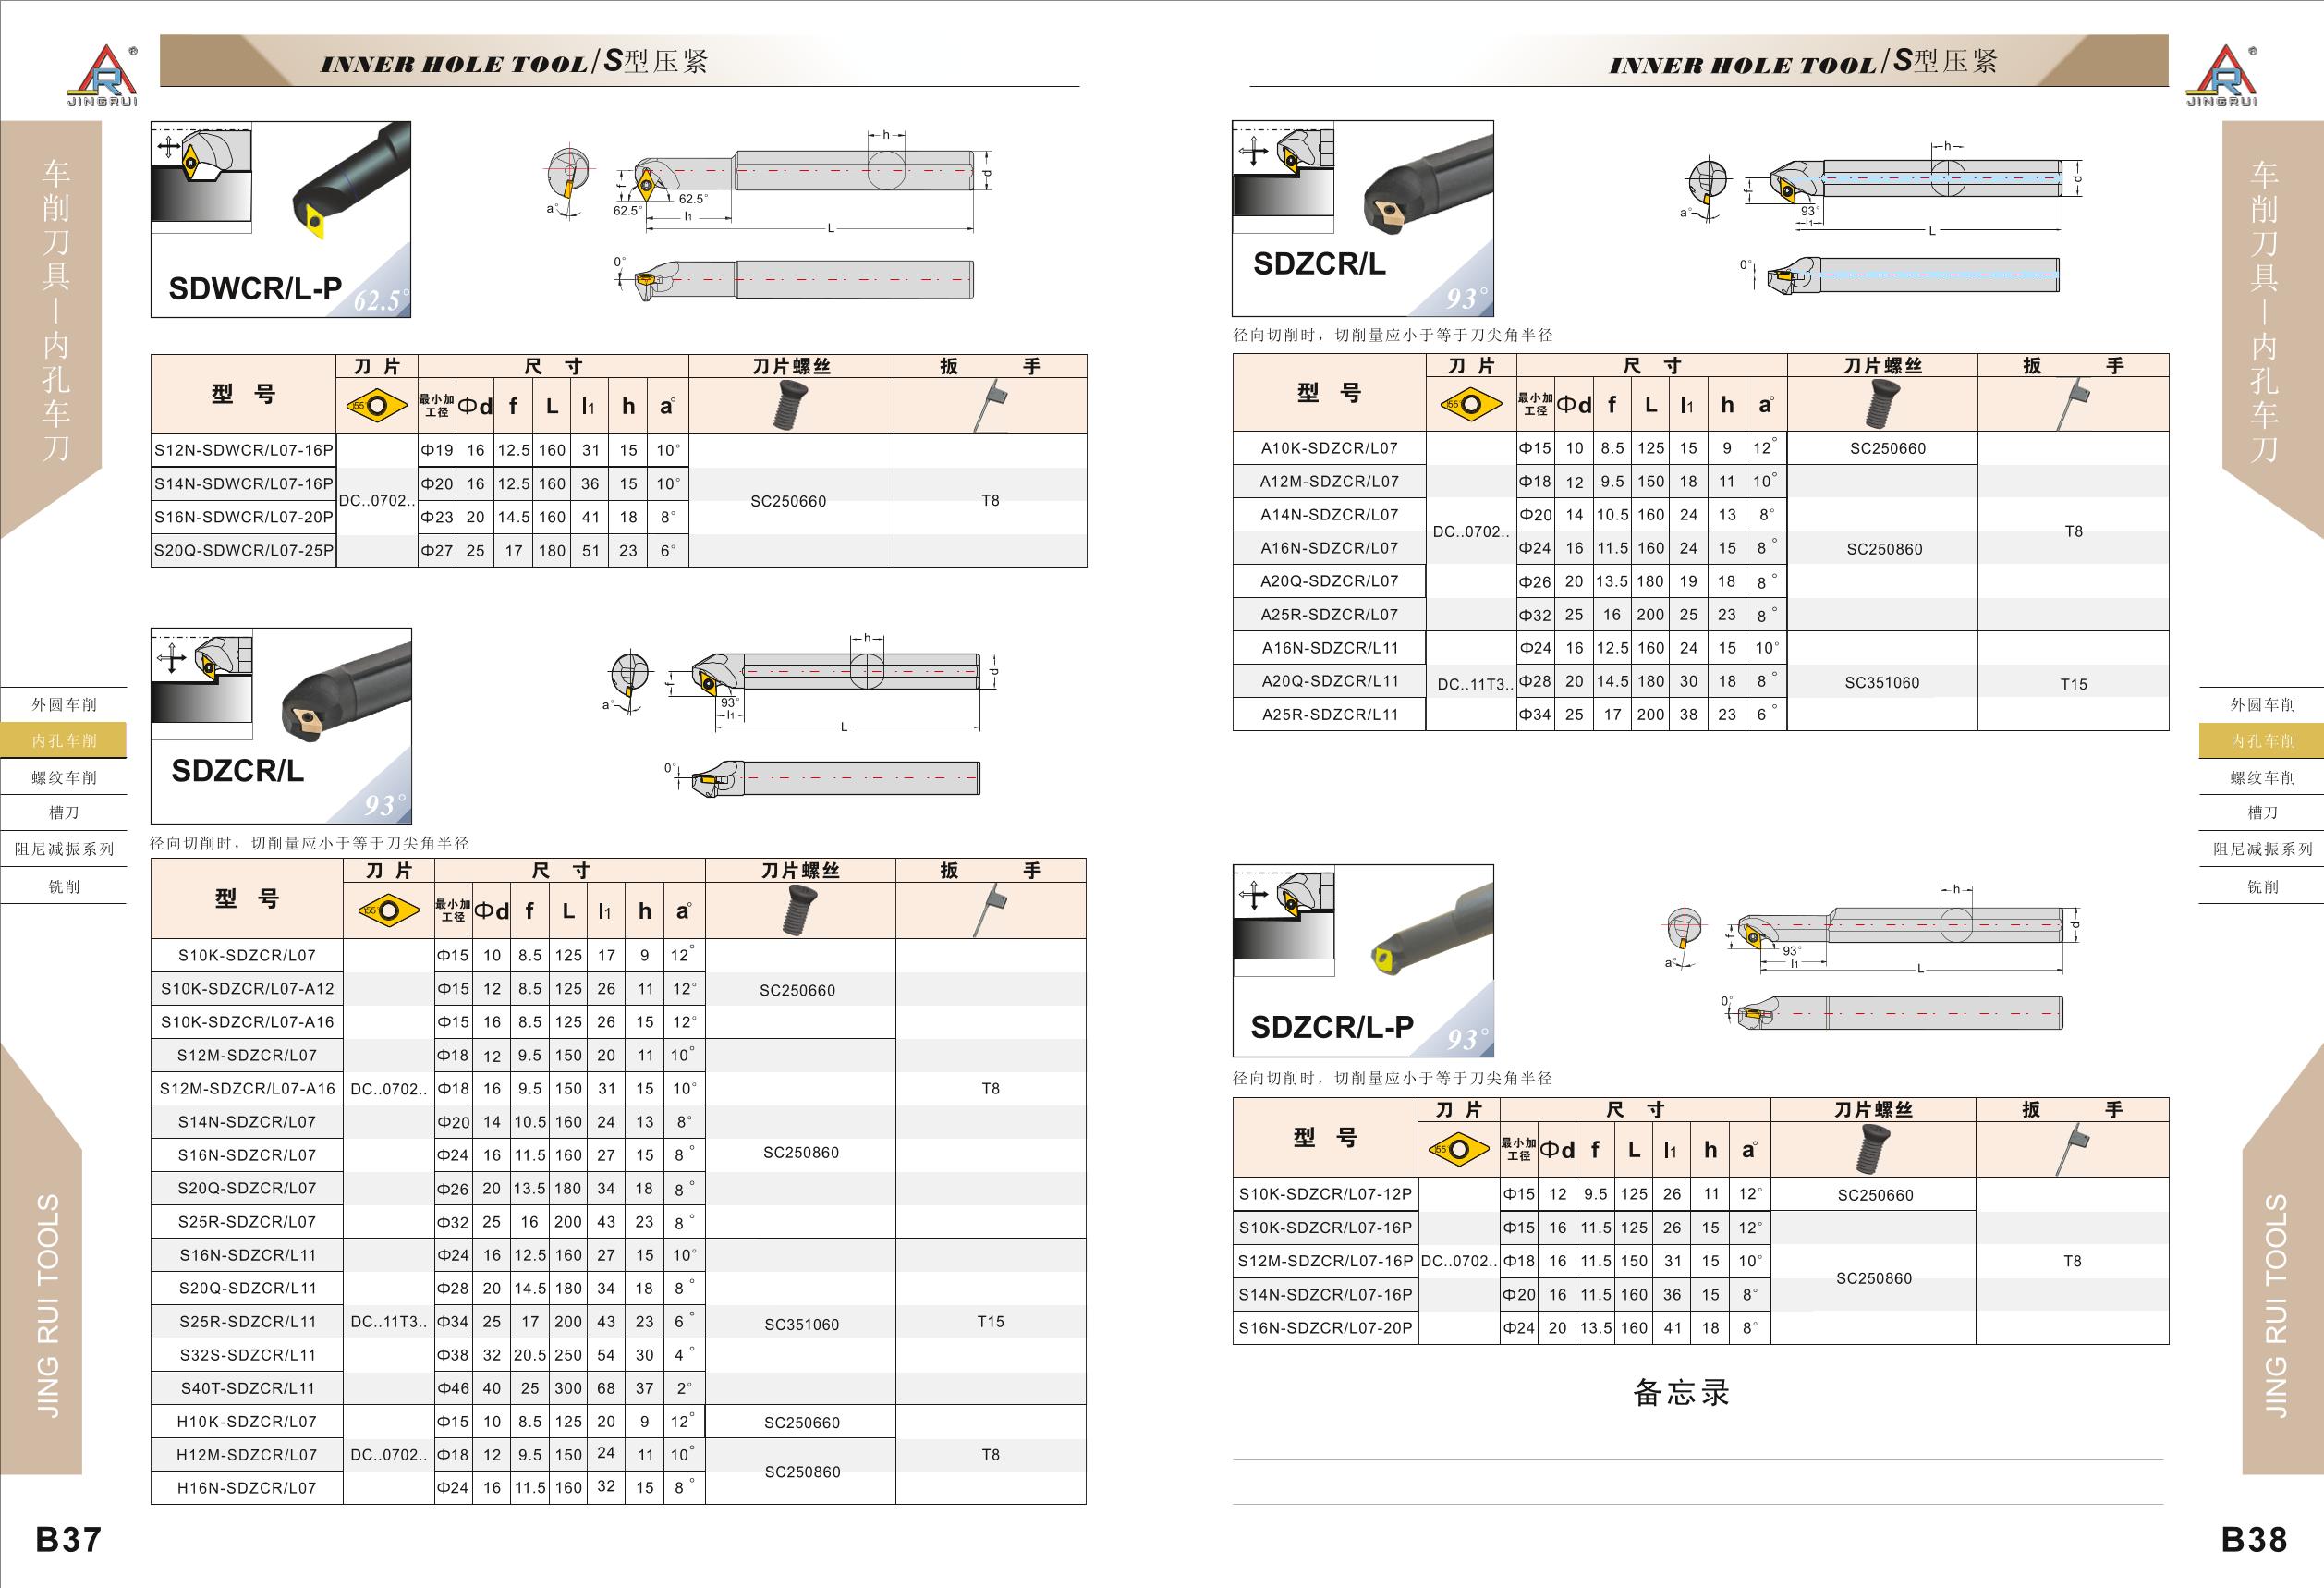 JINGRUI
INNER HOLE TOOL/S型压紧
车削刀具—内孔车刀
外圆车削
内孔车削
螺纹车削
槽刀
阻尼减振系列
铣削
JING RUI TOOLS
B37
SDWCR/L-P
62.5°
a°
f
62.5°
62.5°
l1
L
h
d
0°
型 号 刀 片 尺 寸 刀片螺丝 扳 手
55° 最小加工径 Φd f L l1 h a°
S12N-SDWCR/L07-16P Φ19 16 12.5 160 31 15 10°
S14N-SDWCR/L07-16P Φ20 16 12.5 160 36 15 10°
DC..0702.. SC250660 T8
S16N-SDWCR/L07-20P Φ23 20 14.5 160 41 18 8°
S20Q-SDWCR/L07-25P Φ27 25 17 180 51 23 6°
SDZCR/L
93°
a°
f
93°
l1
L
h
d
0°
径向切削时，切削量应小于等于刀尖角半径
型 号 刀 片 尺 寸 刀片螺丝 扳 手
55° 最小加工径 Φd f L l1 h a°
S10K-SDZCR/L07 Φ15 10 8.5 125 17 9 12°
S10K-SDZCR/L07-A12 Φ15 12 8.5 125 26 11 12° SC250660
S10K-SDZCR/L07-A16 Φ15 16 8.5 125 26 15 12°
S12M-SDZCR/L07 Φ18 12 9.5 150 20 11 10°
S12M-SDZCR/L07-A16 DC..0702.. Φ18 16 9.5 150 31 15 10° T8
S14N-SDZCR/L07 Φ20 14 10.5 160 24 13 8°
S16N-SDZCR/L07 Φ24 16 11.5 160 27 15 8° SC250860
S20Q-SDZCR/L07 Φ26 20 13.5 180 34 18 8°
S25R-SDZCR/L07 Φ32 25 16 200 43 23 8°
S16N-SDZCR/L11 Φ24 16 12.5 160 27 15 10°
S20Q-SDZCR/L11 Φ28 20 14.5 180 34 18 8°
S25R-SDZCR/L11 DC..11T3.. Φ34 25 17 200 43 23 6° SC351060 T15
S32S-SDZCR/L11 Φ38 32 20.5 250 54 30 4°
S40T-SDZCR/L11 Φ46 40 25 300 68 37 2°
H10K-SDZCR/L07 Φ15 10 8.5 125 20 9 12° SC250660
H12M-SDZCR/L07 DC..0702.. Φ18 12 9.5 150 24 11 10° T8
SC250860
H16N-SDZCR/L07 Φ24 16 11.5 160 32 15 8°
INNER HOLE TOOL/S型压紧
JINGRUI
SDZCR/L
93°
a°
f
93°
l1
L
h
d
0°
径向切削时，切削量应小于等于刀尖角半径
型 号 刀 片 尺 寸 刀片螺丝 扳 手
55° 最小加工径 Φd f L l1 h a°
A10K-SDZCR/L07 Φ15 10 8.5 125 15 9 12° SC250660
A12M-SDZCR/L07 Φ18 12 9.5 150 18 11 10°
A14N-SDZCR/L07 Φ20 14 10.5 160 24 13 8°
DC..0702.. T8
A16N-SDZCR/L07 Φ24 16 11.5 160 24 15 8° SC250860
A20Q-SDZCR/L07 Φ26 20 13.5 180 19 18 8°
A25R-SDZCR/L07 Φ32 25 16 200 25 23 8°
A16N-SDZCR/L11 Φ24 16 12.5 160 24 15 10°
A20Q-SDZCR/L11 DC..11T3.. Φ28 20 14.5 180 30 18 8° SC351060 T15
A25R-SDZCR/L11 Φ34 25 17 200 38 23 6°
SDZCR/L-P
93°
a°
f
93°
l1
L
h
d
0°
径向切削时，切削量应小于等于刀尖角半径
型 号 刀 片 尺 寸 刀片螺丝 扳 手
55° 最小加工径 Φd f L l1 h a°
S10K-SDZCR/L07-12P Φ15 12 9.5 125 26 11 12° SC250660
S10K-SDZCR/L07-16P Φ15 16 11.5 125 26 15 12°
S12M-SDZCR/L07-16P DC..0702.. Φ18 16 11.5 150 31 15 10° T8
SC250860
S14N-SDZCR/L07-16P Φ20 16 11.5 160 36 15 8°
S16N-SDZCR/L07-20P Φ24 20 13.5 160 41 18 8°
备忘录
车削刀具—内孔车刀
外圆车削
内孔车削
螺纹车削
槽刀
阻尼减振系列
铣削
JING RUI TOOLS
B38